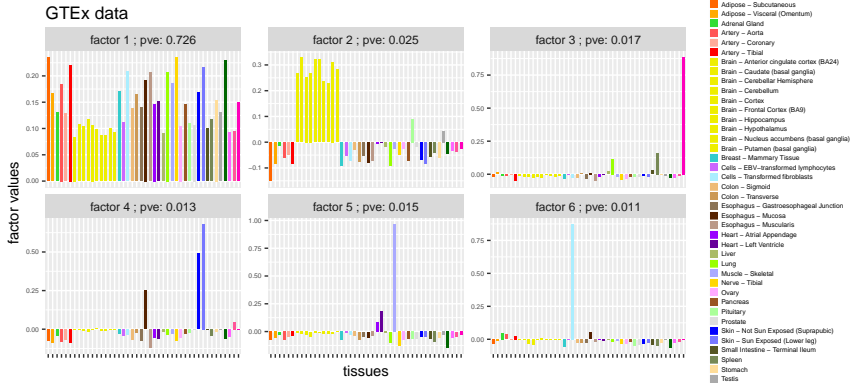 GTEx data
factor 1 ; pve: 0.726
factor 2 ; pve: 0.025
factor 3 ; pve: 0.017
0.20
0.15
0.10
0.05
0.00
0.3
0.2
0.1
0.0
−0.1
0.75
0.50
0.25
0.00
factor values
factor 4 ; pve: 0.013
factor 5 ; pve: 0.015
factor 6 ; pve: 0.011
0.50
0.25
0.00
1.00
0.75
0.50
0.25
0.00
0.75
0.50
0.25
0.00
tissues
Adipose − Subcutaneous
Adipose − Visceral (Omentum)
Adrenal Gland
Artery − Aorta
Artery − Coronary
Artery − Tibial
Brain − Anterior cingulate cortex (BA24)
Brain − Caudate (basal ganglia)
Brain − Cerebellar Hemisphere
Brain − Cerebellum
Brain − Cortex
Brain − Frontal Cortex (BA9)
Brain − Hippocampus
Brain − Hypothalamus
Brain − Nucleus accumbens (basal ganglia)
Brain − Putamen (basal ganglia)
Breast − Mammary Tissue
Cells − EBV−transformed lymphocytes
Cells − Transformed fibroblasts
Colon − Sigmoid
Colon − Transverse
Esophagus − Gastroesophageal Junction
Esophagus − Mucosa
Esophagus − Muscularis
Heart − Atrial Appendage
Heart − Left Ventricle
Liver
Lung
Muscle − Skeletal
Nerve − Tibial
Ovary
Pancreas
Pituitary
Prostate
Skin − Not Sun Exposed (Suprapubic)
Skin − Sun Exposed (Lower leg)
Small Intestine − Terminal Ileum
Spleen
Stomach
Testis